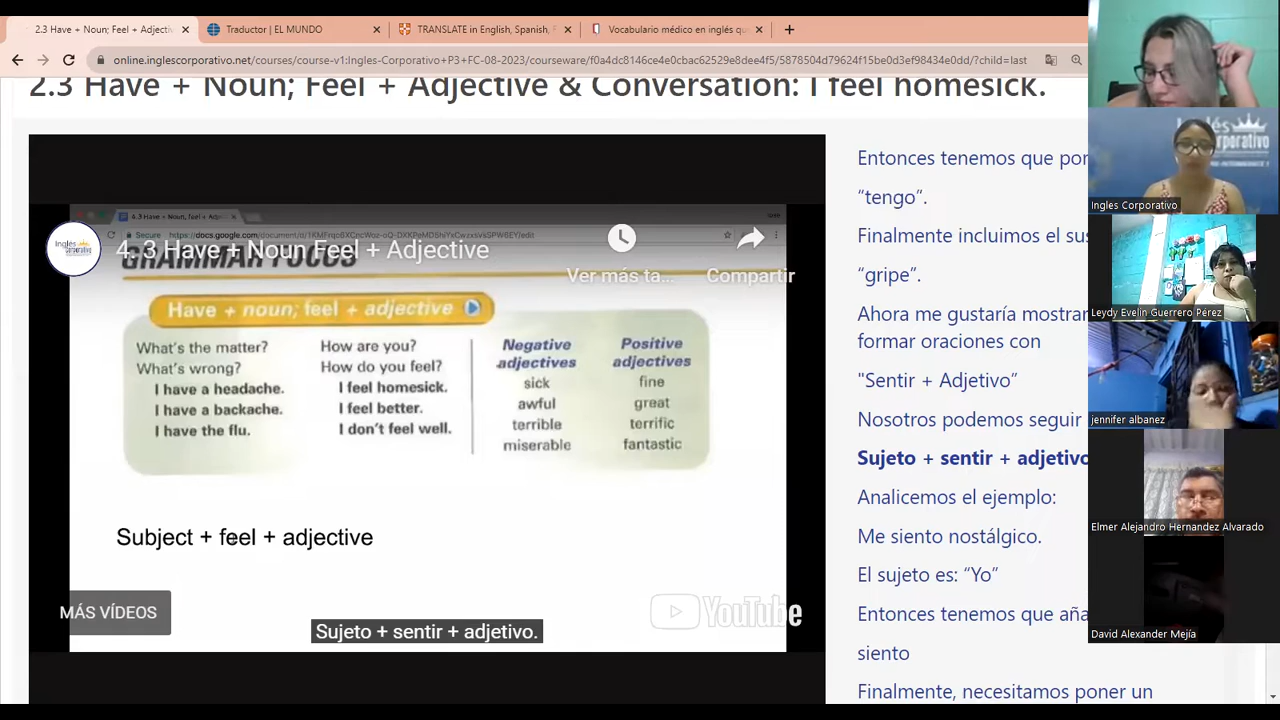 2.3 Have + Noun; Feel + Adjectiv
Traductor | EL MUNDO
TRANSLATE in English, Spanish, F
Vocabulario médico en inglés qu
online.inglescorporativo.net/courses/course-v1:Ingles-Corporativo+P3+FC-08-2023/courseware/f0a4dc8146ce4e0cbac62529e8dee4f5/5878504d79624f15be0d3ef98434e0dd/?child=last
2.3 Have + Noun; Feel + Adjective & Conversation: I feel homesick.
4. 3 Have + Noun Feel + Adjective
Ver más ta...
Compartir
GRAMMAR FOCUS
Have + noun; feel + adjective
What's the matter?
What's wrong?
I have a headache.
I have a backache.
I have the flu.
How are you?
How do you feel?
I feel homesick.
I feel better.
I don't feel well.
Negative
adjectives
sick
awful
terrible
miserable
Positive
adjectives
fine
great
terrific
fantastic
Subject + feel + adjective
MÁS VÍDEOS
YouTube
Sujeto + sentir + adjetivo.
Entonces tenemos que por
“tengo”.
Finalmente incluimos el sus
“gripe”.
Ahora me gustaría mostrar
formar oraciones con
"Sentir + Adjetivo”
Nosotros podemos seguir
Sujeto + sentir + adjetivo
Analicemos el ejemplo:
Me siento nostálgico.
El sujeto es: “Yo”
Entonces tenemos que aña
siento
Finalmente, necesitamos poner un
Ingles Corporativo
Leydy Evelin Guerrero Perez
jennifer albanez
Elmer Alejandro Hernandez Alvarado
David Alexander Mejía